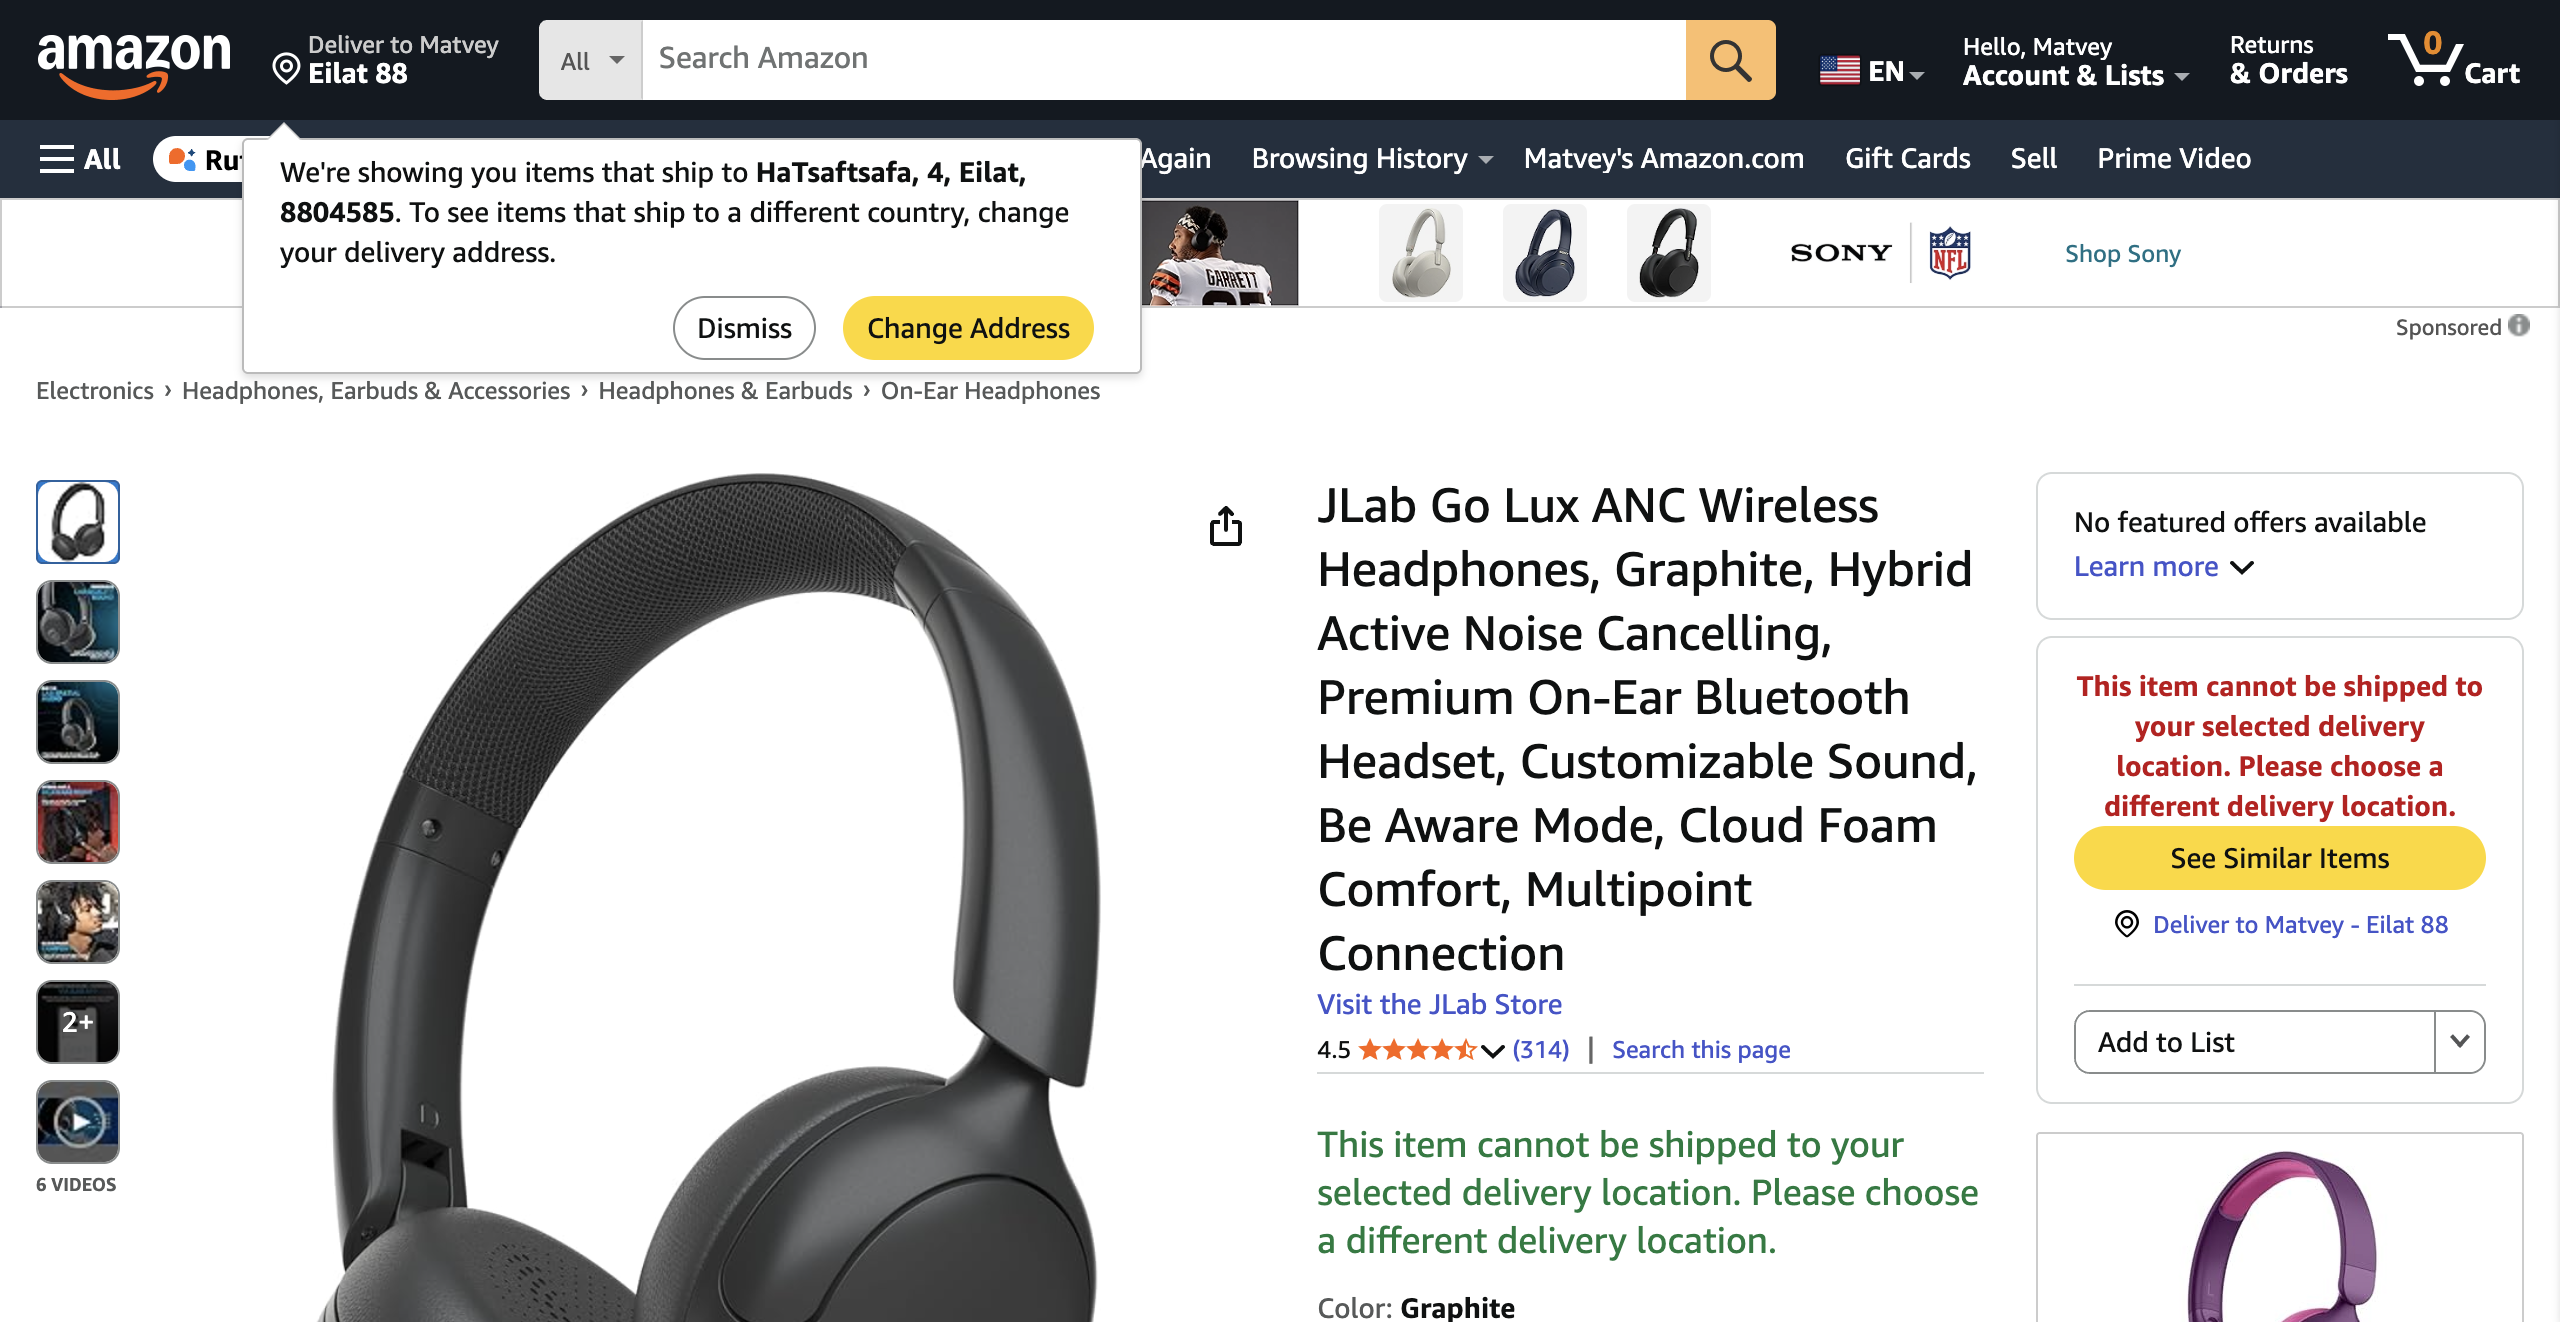 amazon
Deliver to Matvey
Eilat 88
All
Search Amazon
EN
Hello, Matvey
Account & Lists
Returns
& Orders
0
Cart
All
Again
Browsing History
Matvey's Amazon.com
Gift Cards
Sell
Prime Video
We're showing you items that ship to HaTsaftsafa, 4, Eilat,
8804585. To see items that ship to a different country, change
your delivery address.
Dismiss
Change Address
GARRETT
SONY
NFL
Shop Sony
Sponsored
Electronics › Headphones, Earbuds & Accessories › Headphones & Earbuds › On-Ear Headphones
2+
6 VIDEOS
JLab Go Lux ANC Wireless
Headphones, Graphite, Hybrid
Active Noise Cancelling,
Premium On-Ear Bluetooth
Headset, Customizable Sound,
Be Aware Mode, Cloud Foam
Comfort, Multipoint
Connection
Visit the JLab Store
4.5
(314)
Search this page
This item cannot be shipped to your
selected delivery location. Please choose
a different delivery location.
Color: Graphite
No featured offers available
Learn more
This item cannot be shipped to
your selected delivery
location. Please choose a
different delivery location.
See Similar Items
Deliver to Matvey - Eilat 88
Add to List